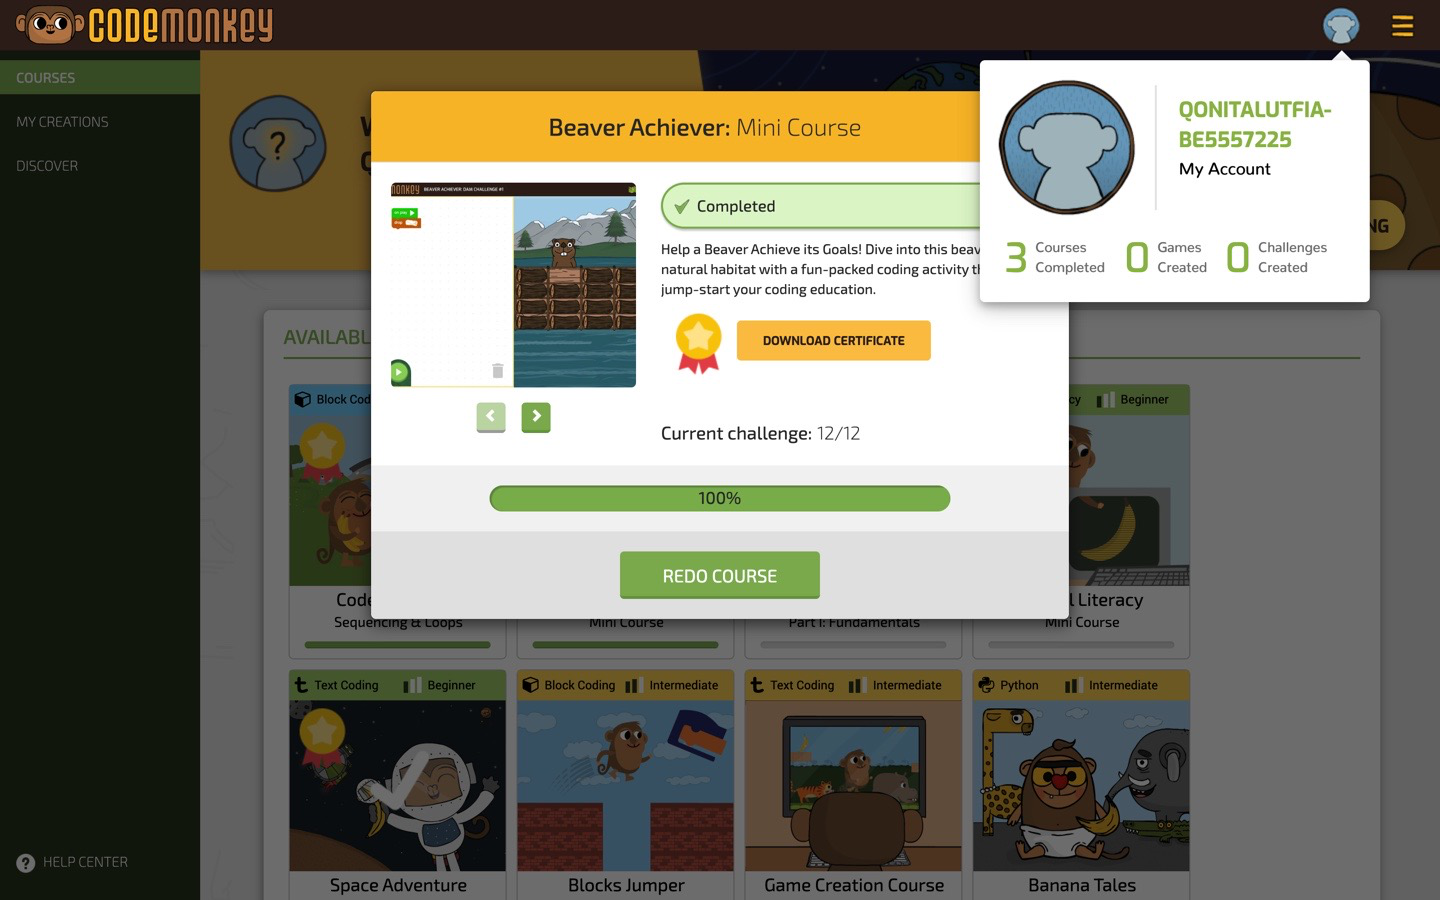 CODEMONKEY
COURSES
MY CREATIONS
DISCOVER
HELP CENTER
QONITALUTFIA-
BE5557225
My Account
3 Courses Completed
0 Games Created
0 Challenges Created
NG
Beaver Achiever: Mini Course
BEAVER ACHIEVER: DAM CHALLENGE #1
Completed
Help a Beaver Achieve its Goals! Dive into this beav
natural habitat with a fun-packed coding activity th
jump-start your coding education.
DOWNLOAD CERTIFICATE
Current challenge: 12/12
100%
REDO COURSE
AVAILABL
Block Cod
cy Beginner
Code
l Literacy
Sequencing & Loops
Mini Course
Part I: Fundamentals
Mini Course
Text Coding Beginner
Block Coding Intermediate
Text Coding Intermediate
Python Intermediate
Space Adventure
Blocks Jumper
Game Creation Course
Banana Tales